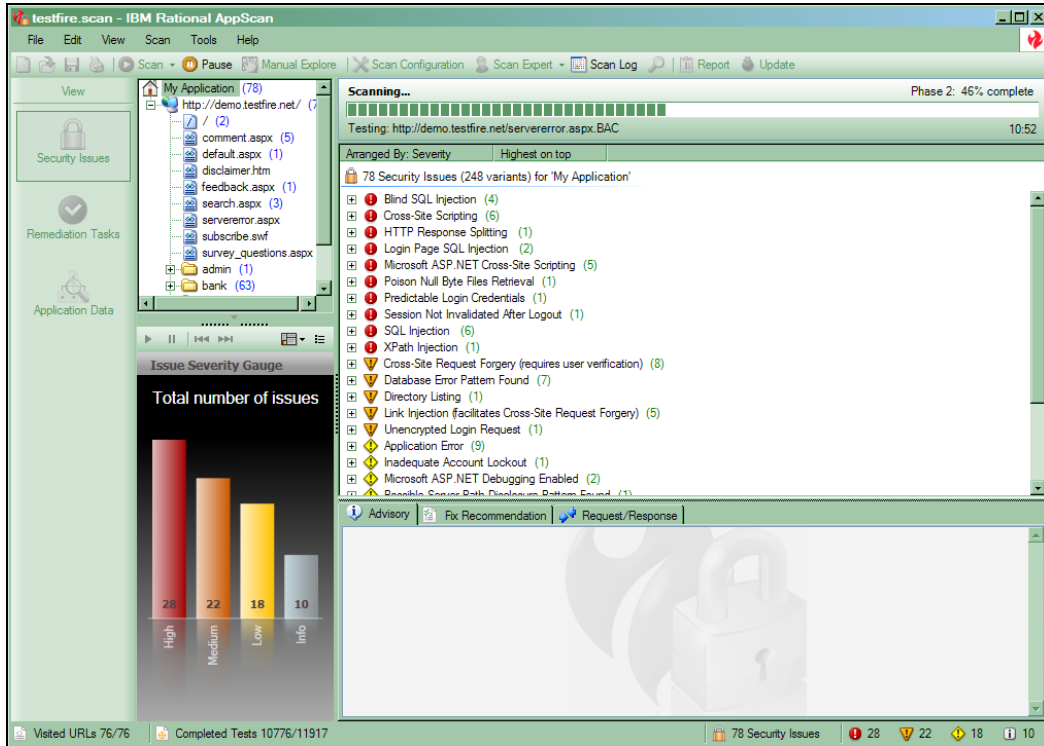 testfire.scan - IBM Rational AppScan
File Edit View Scan Tools Help
Scan Pause Manual Explore Scan Configuration Scan Expert Scan Log Report Update
View
Security Issues
Remediation Tasks
Application Data
My Application (78)
http://demo.testfire.net/ (7
/ (2)
comment.aspx (5)
default.aspx (1)
disclaimer.htm
feedback.aspx (1)
search.aspx (3)
servererror.aspx
subscribe.swf
survey_questions.aspx
admin (1)
bank (63)
Issue Severity Gauge
Total number of issues
28 22 18 10
High Medium Low Info
Scanning... Phase 2: 46% complete
Testing: http://demo.testfire.net/servererror.aspx.BAC 10:52
Arranged By: Severity Highest on top
78 Security Issues (248 variants) for 'My Application'
Blind SQL Injection (4)
Cross-Site Scripting (6)
HTTP Response Splitting (1)
Login Page SQL Injection (2)
Microsoft ASP.NET Cross-Site Scripting (5)
Poison Null Byte Files Retrieval (1)
Predictable Login Credentials (1)
Session Not Invalidated After Logout (1)
SQL Injection (6)
XPath Injection (1)
Cross-Site Request Forgery (requires user verification) (8)
Database Error Pattern Found (7)
Directory Listing (1)
Link Injection (facilitates Cross-Site Request Forgery) (5)
Unencrypted Login Request (1)
Application Error (9)
Inadequate Account Lockout (1)
Microsoft ASP.NET Debugging Enabled (2)
Possible Server Path Disclosure Pattern Found (1)
Advisory Fix Recommendation Request/Response
Visited URLs 76/76 Completed Tests 10776/11917 78 Security Issues 28 22 18 10